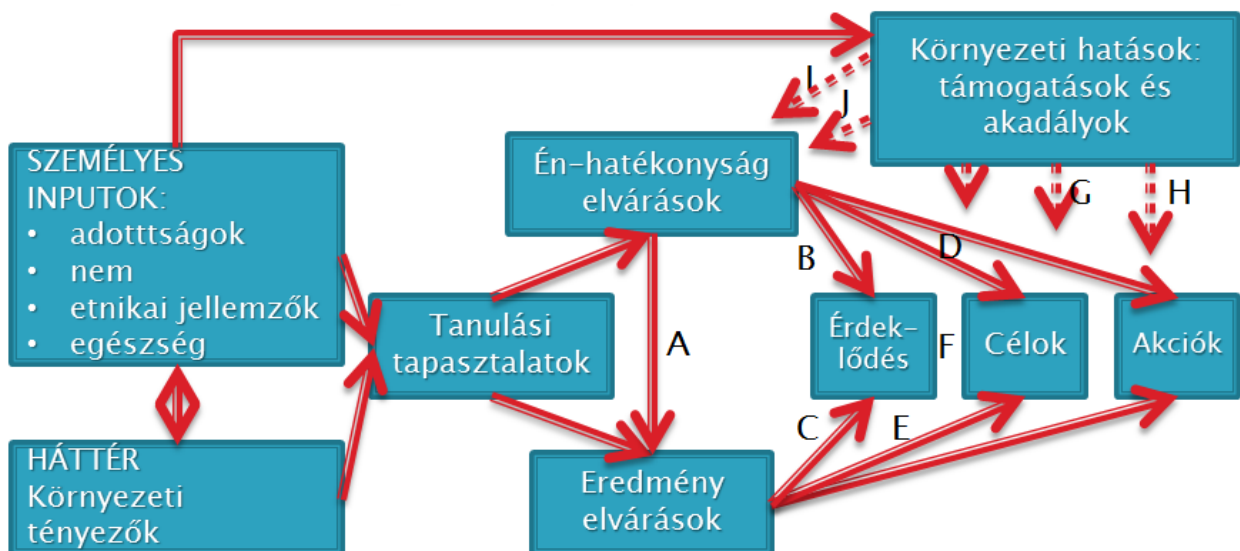 Környezeti hatások:
támogatások és
akadályok
I
J
G
H
SZEMÉLYES
INPUTOK:
• adotttságok
• nem
• etnikai jellemzők
• egészség
Én-hatékonyság
elvárások
B
D
Tanulási
tapasztalatok
A
Érdek-
lődés
F
Célok
Akciók
C
E
HÁTTÉR
Környezeti
tényezők
Eredmény
elvárások